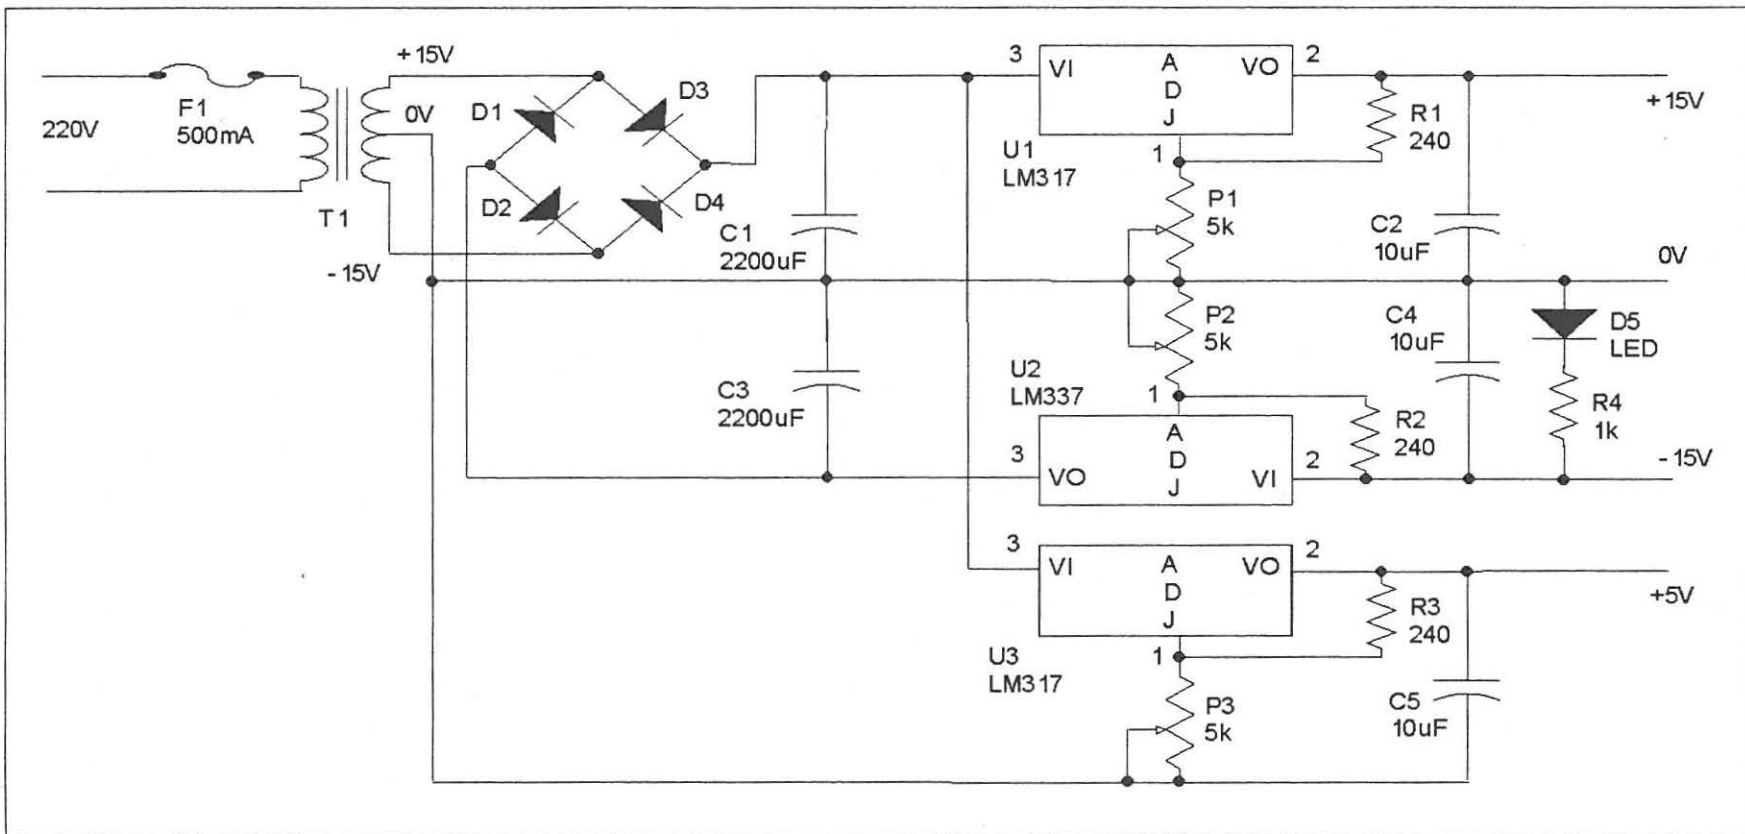 +15V
0V
-15V
220V
F1
500mA
T1
D1
D3
D2
D4
C1
2200uF
C3
2200uF
3
VI
A
D
J
VO
2
1
U1
LM317
R1
240
P1
5k
C2
10uF
+15V
0V
P2
5k
C4
10uF
D5
LED
U2
LM337
1
R2
240
R4
1k
3
VO
A
D
J
VI
2
-15V
3
VI
A
D
J
VO
2
1
U3
LM317
R3
240
+5V
P3
5k
C5
10uF